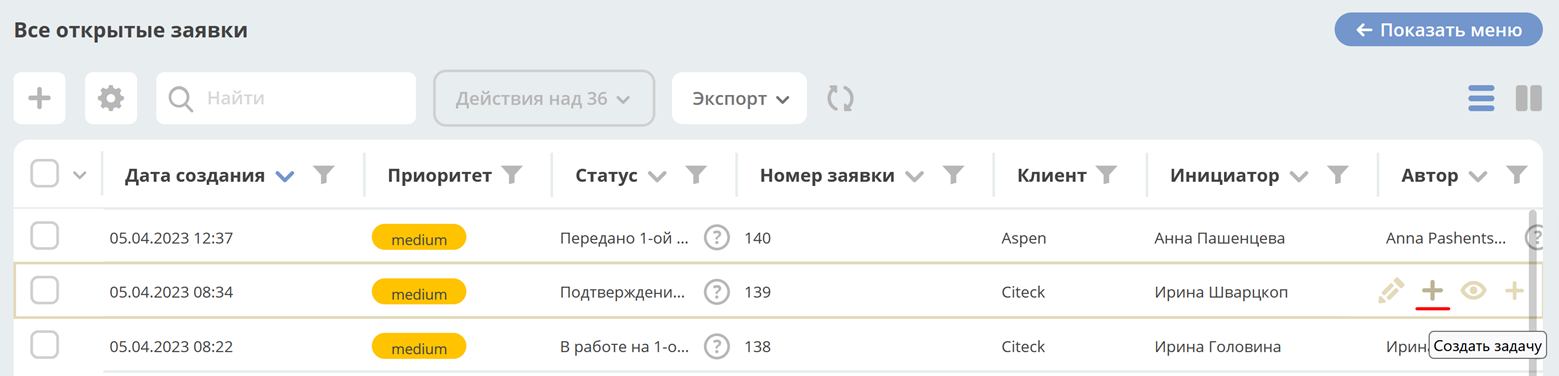 Все открытые заявки
Показать меню
Найти
Действия над 36
Экспорт
Дата создания Приоритет Статус Номер заявки Клиент Инициатор Автор
05.04.2023 12:37 medium Передано 1-ой ... ? 140 Aspen Анна Пашенцева Anna Pashents... ?
05.04.2023 08:34 medium Подтверждени... ? 139 Citeck Ирина Шварцкоп
05.04.2023 08:22 medium В работе на 1-о... ? 138 Citeck Ирина Головина Ирин
Создать задачу